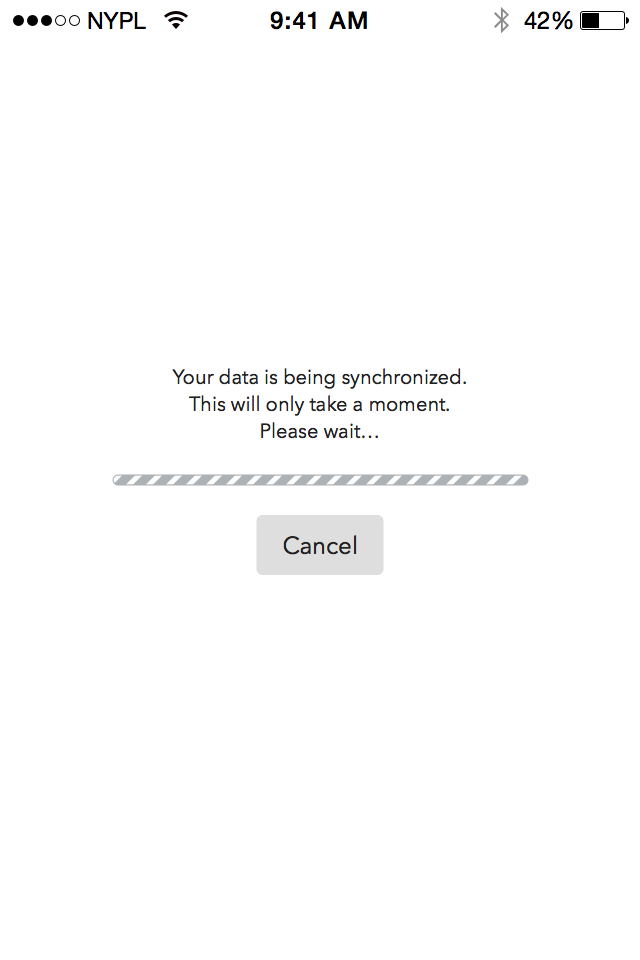 NYPL 9:41 AM 42%
Your data is being synchronized.
This will only take a moment.
Please wait…
Cancel